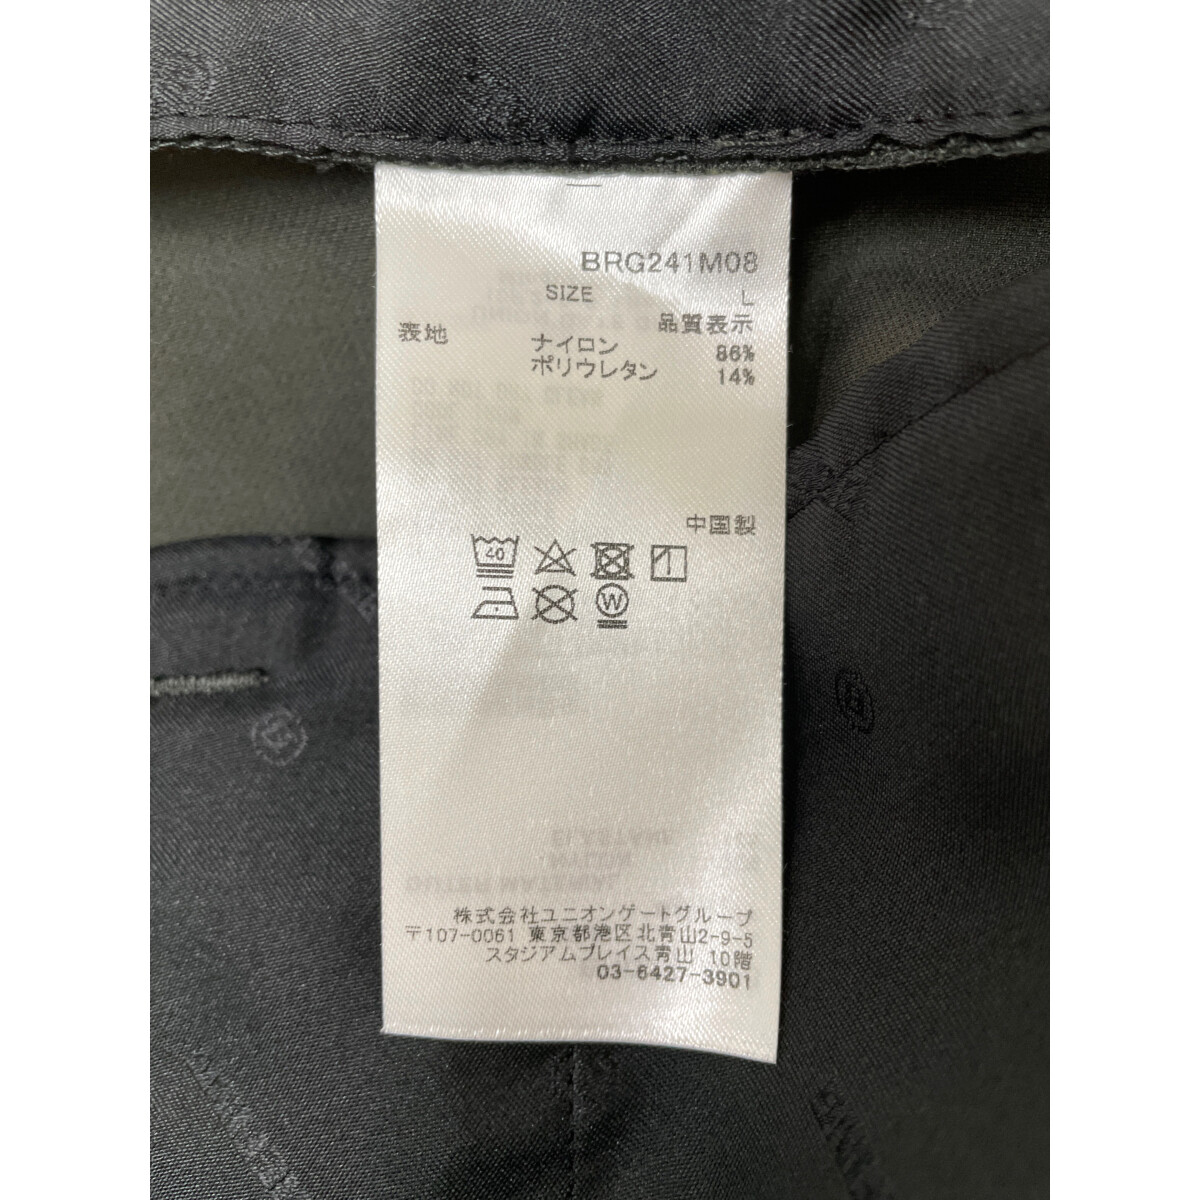 BRG241M08
SIZE L
品質表示
表地 ナイロン 86%
ポリウレタン 14%
中国製
40
W
株式会社ユニオンゲートグループ
〒107-0061 東京都港区北青山2-9-5
スタジアムプレイス青山 10階
03-6427-3901